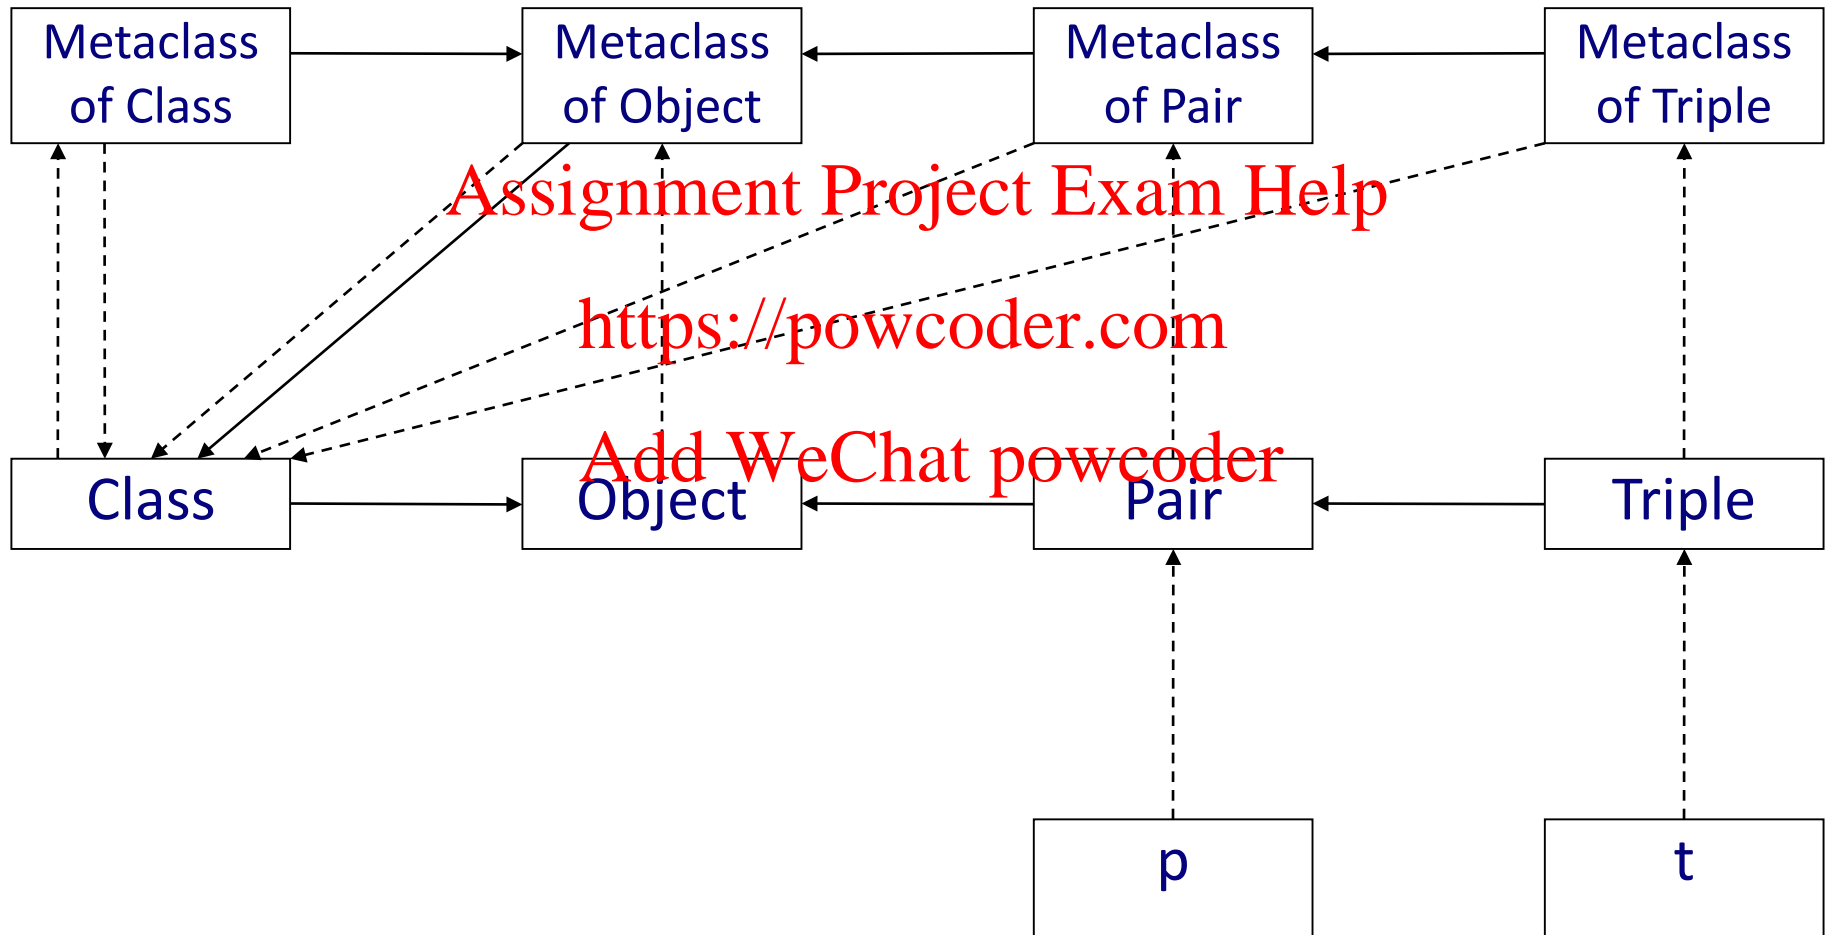 Metaclass
of Class
Metaclass
of Object
Metaclass
of Pair
Metaclass
of Triple
Assignment Project Exam Help
https://powcoder.com
Add WeChat powcoder
Class
Object
Pair
Triple
p
t